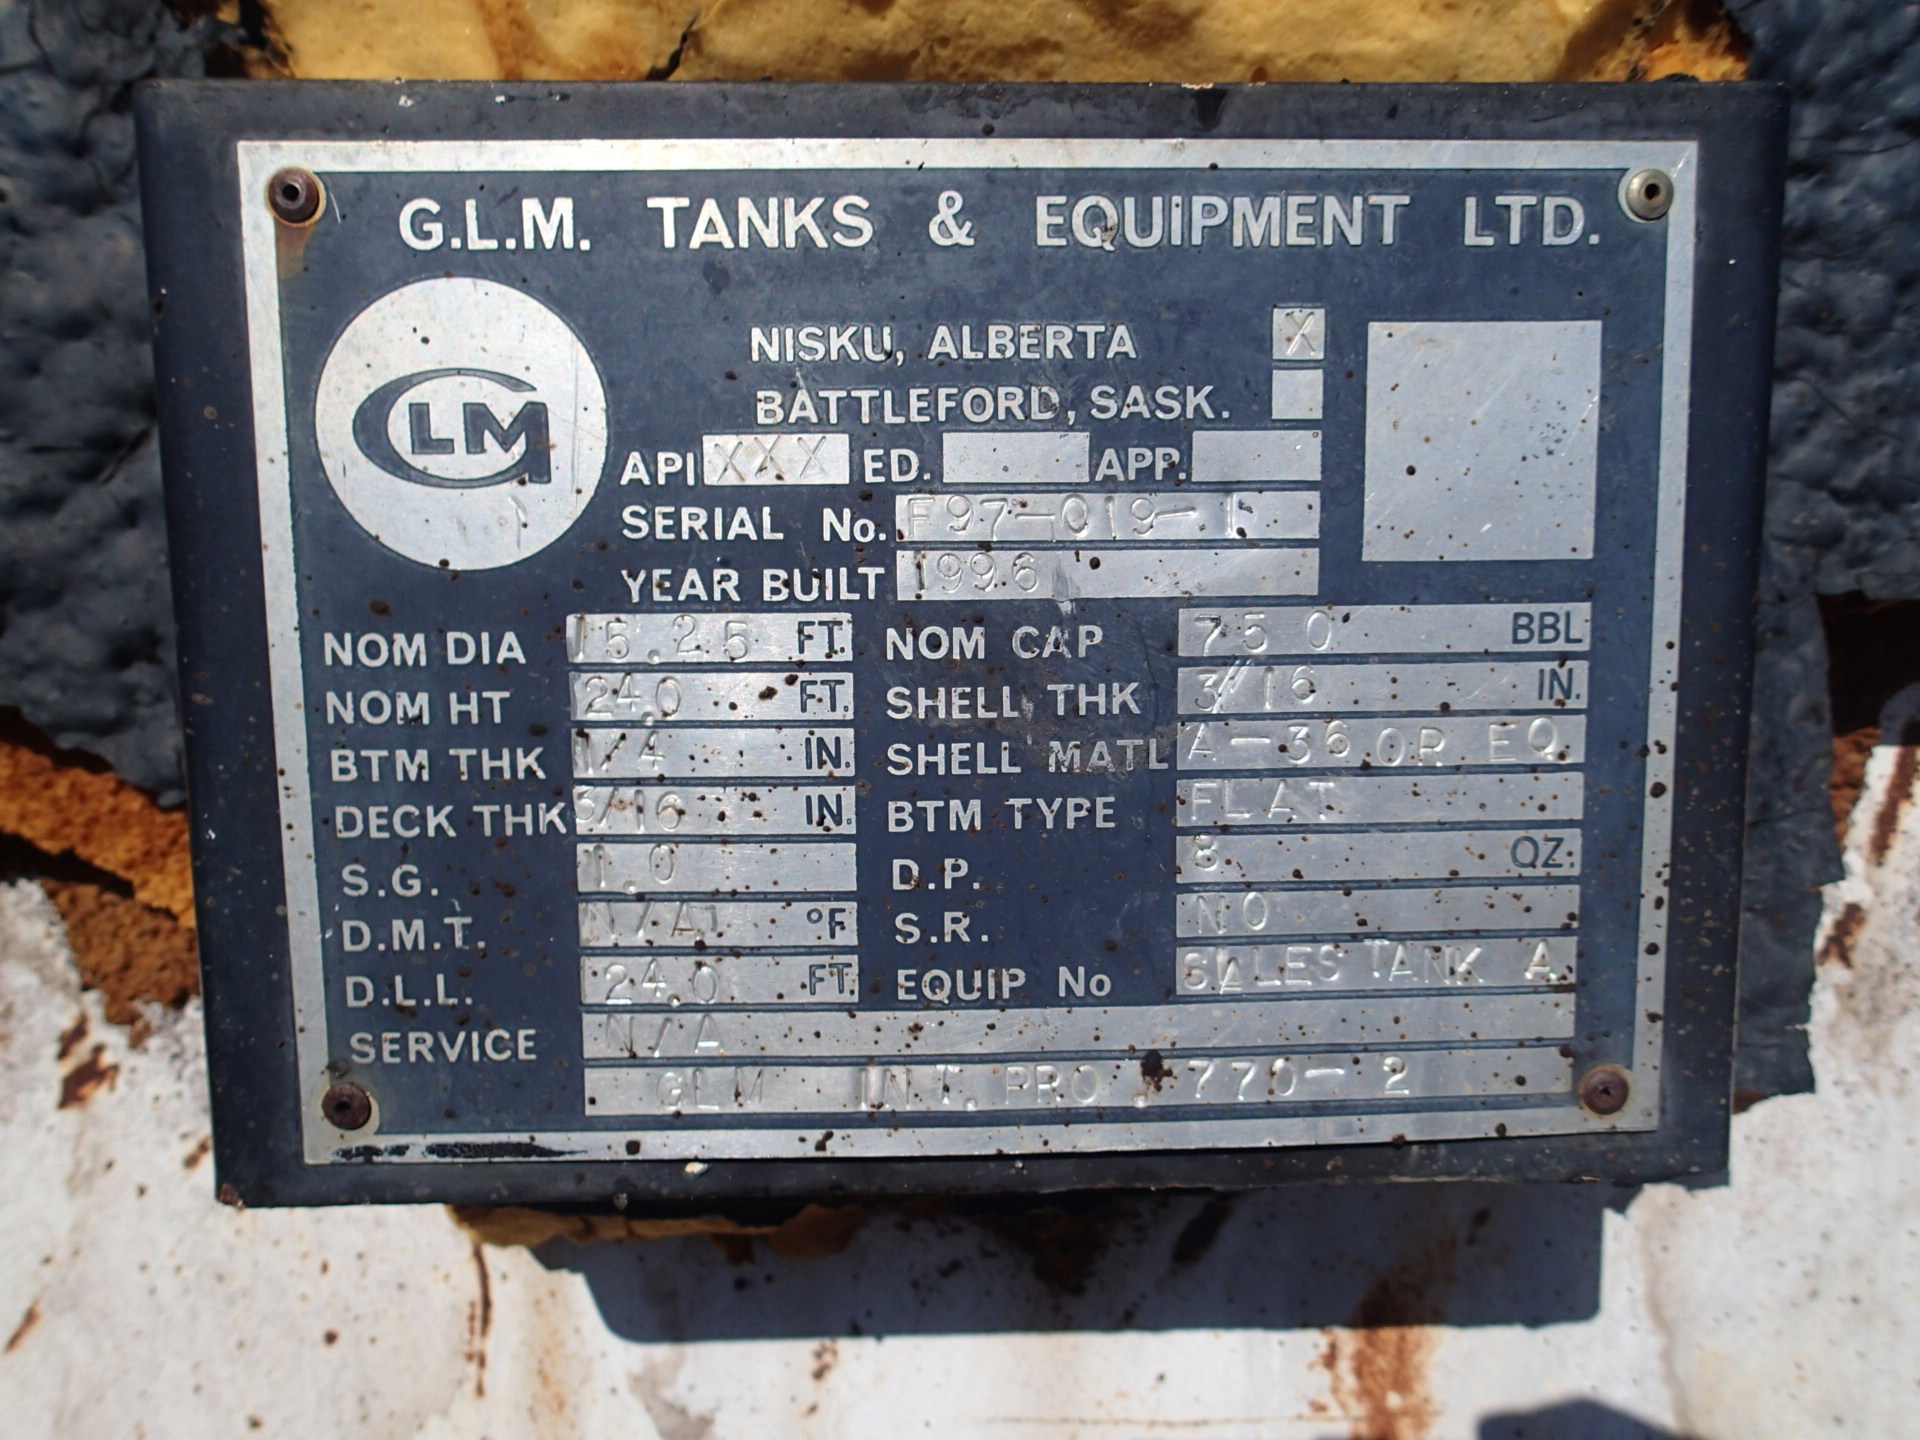 G.L.M. TANKS & EQUIPMENT LTD.
GLM
NISKU, ALBERTA X
BATTLEFORD, SASK.
API XXX ED. APP.
SERIAL No. F97-019-1
YEAR BUILT 1996
NOM DIA 15.25 FT. NOM CAP 750 BBL
NOM HT 24.0 FT. SHELL THK 3/16 IN.
BTM THK 1/4 IN. SHELL MATL A-36 OR EQ
DECK THK 3/16 IN. BTM TYPE FLAT
S.G. 1.0 D.P. 8 OZ.
D.M.T. N/A °F S.R. NO
D.L.L. 24.0 FT. EQUIP No SALES TANK A
SERVICE N/A
GLM INT. PRO. 770-2